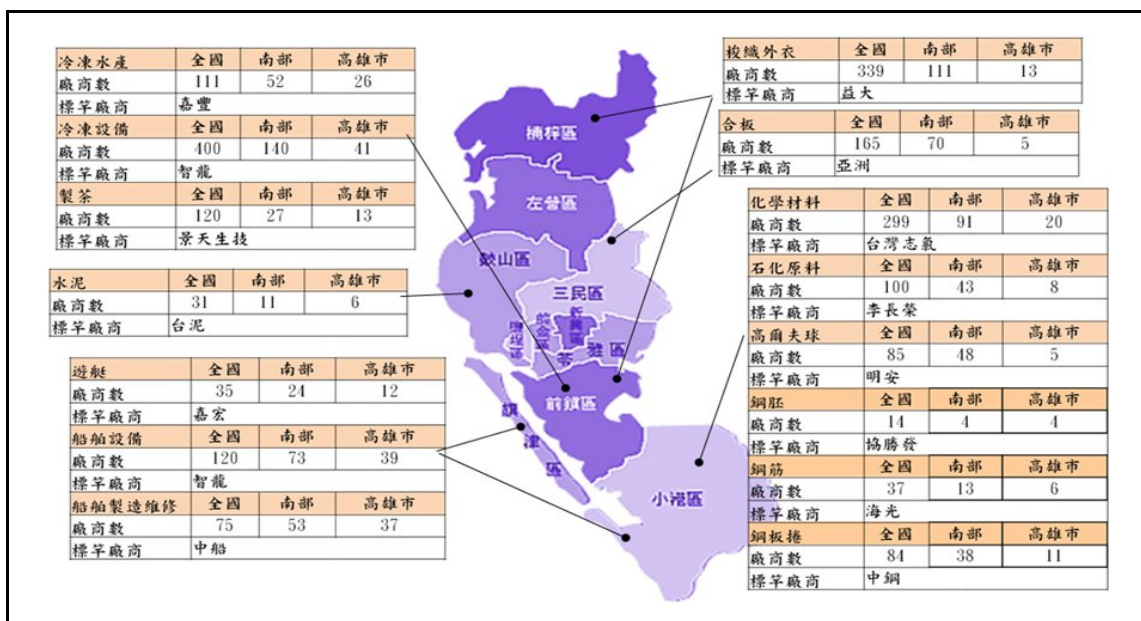 冷凍水產 全國 南部 高雄市
廠商數 111 52 26
標竿廠商 嘉豐
冷凍設備 全國 南部 高雄市
廠商數 400 140 41
標竿廠商 智龍
製茶 全國 南部 高雄市
廠商數 120 27 13
標竿廠商 景天生技
水泥 全國 南部 高雄市
廠商數 31 11 6
標竿廠商 台泥
遊艇 全國 南部 高雄市
廠商數 35 24 12
標竿廠商 嘉宏
船舶設備 全國 南部 高雄市
廠商數 120 73 39
標竿廠商 智龍
船舶製造維修 全國 南部 高雄市
廠商數 75 53 37
標竿廠商 中船
楠梓區
左營區
鼓山區
三民區
鹽埕區
前金區
新興區
苓雅區
前鎮區
旗津區
小港區
梭織外衣 全國 南部 高雄市
廠商數 339 111 13
標竿廠商 益大
合板 全國 南部 高雄市
廠商數 165 70 5
標竿廠商 亞洲
化學材料 全國 南部 高雄市
廠商數 299 91 20
標竿廠商 台灣志氯
石化原料 全國 南部 高雄市
廠商數 100 43 8
標竿廠商 李長榮
高爾夫球 全國 南部 高雄市
廠商數 85 48 5
標竿廠商 明安
鋼胚 全國 南部 高雄市
廠商數 14 4 4
標竿廠商 協勝發
鋼筋 全國 南部 高雄市
廠商數 37 13 6
標竿廠商 海光
鋼板捲 全國 南部 高雄市
廠商數 84 38 11
標竿廠商 中鋼